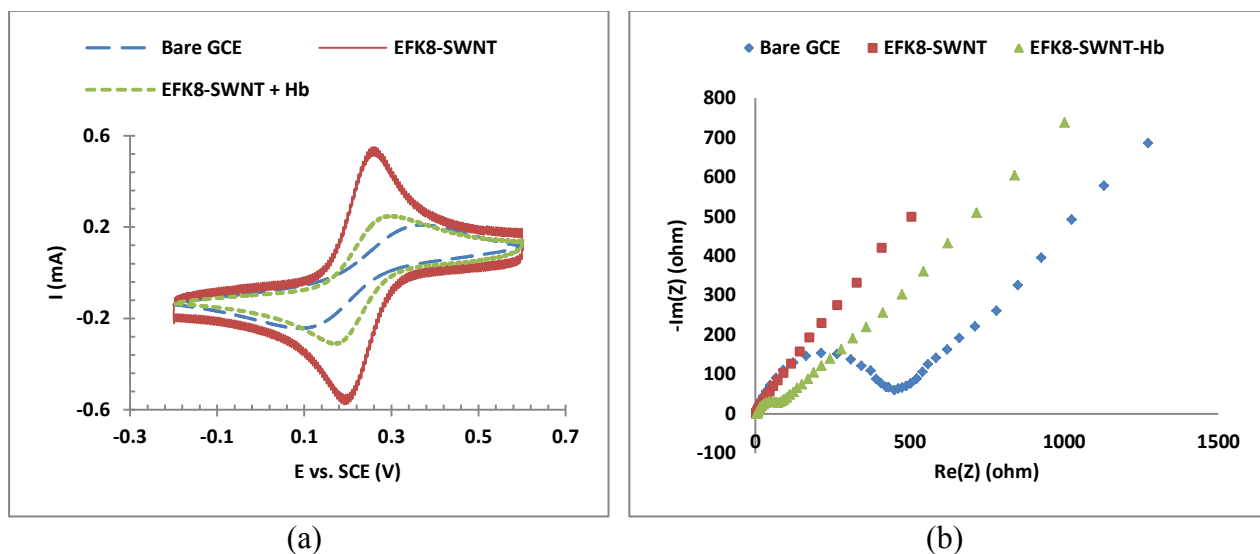 Bare GCE EFK8-SWNT
EFK8-SWNT + Hb
0.6
0.2
-0.2
-0.6
I (mA)
-0.3 -0.1 0.1 0.3 0.5 0.7
E vs. SCE (V)
(a)
Bare GCE EFK8-SWNT EFK8-SWNT-Hb
800
700
600
500
400
300
200
100
0
-100
-Im(Z) (ohm)
0 500 1000 1500
Re(Z) (ohm)
(b)